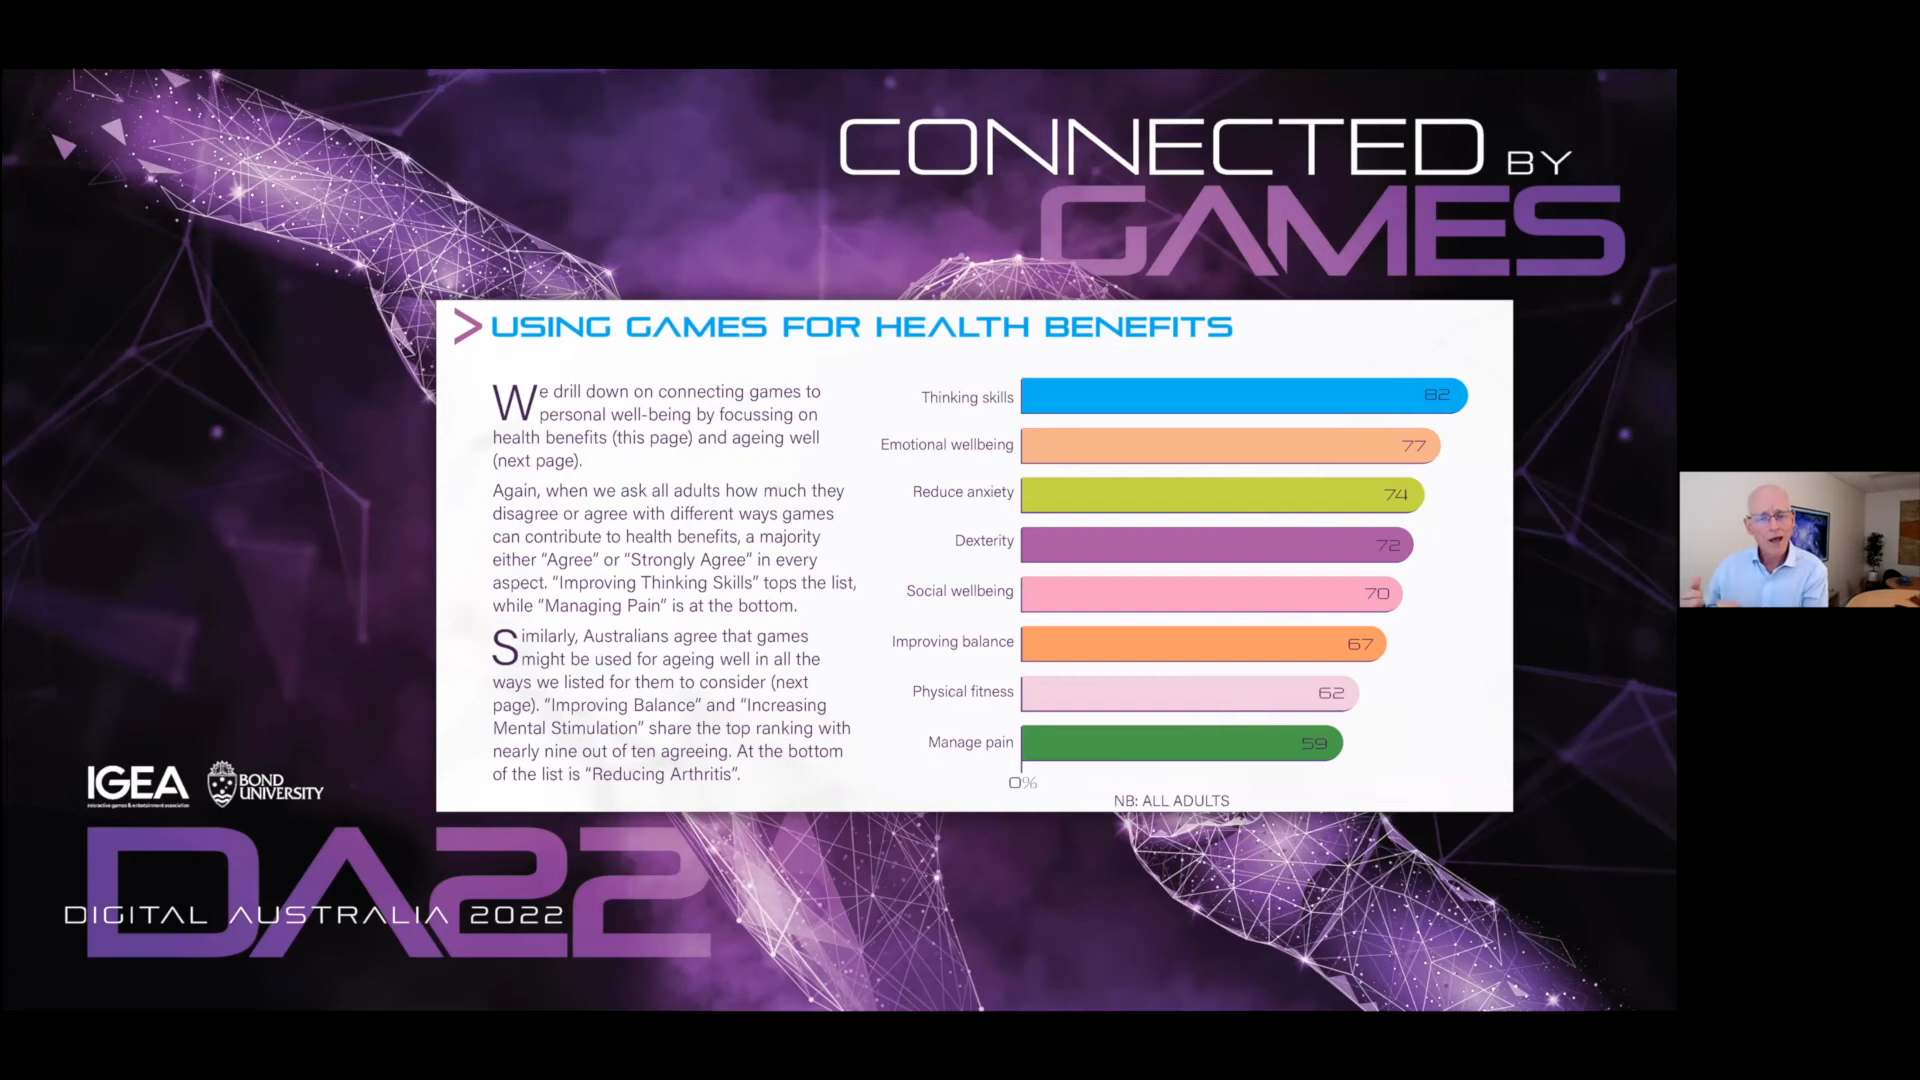 CONNECTED BY
GAMES
> USING GAMES FOR HEALTH BENEFITS
We drill down on connecting games to
personal well-being by focussing on
health benefits (this page) and ageing well
(next page).
Again, when we ask all adults how much they
disagree or agree with different ways games
can contribute to health benefits, a majority
either “Agree” or “Strongly Agree” in every
aspect. “Improving Thinking Skills” tops the list,
while “Managing Pain” is at the bottom.
Similarly, Australians agree that games
might be used for ageing well in all the
ways we listed for them to consider (next
page). “Improving Balance” and “Increasing
Mental Stimulation” share the top ranking with
nearly nine out of ten agreeing. At the bottom
of the list is “Reducing Arthritis”.
Thinking skills 82
Emotional wellbeing 77
Reduce anxiety 74
Dexterity 72
Social wellbeing 70
Improving balance 67
Physical fitness 62
Manage pain 59
0%
NB: ALL ADULTS
IGEA
interactive games & entertainment association
BOND
UNIVERSITY
DA22
DIGITAL AUSTRALIA 2022